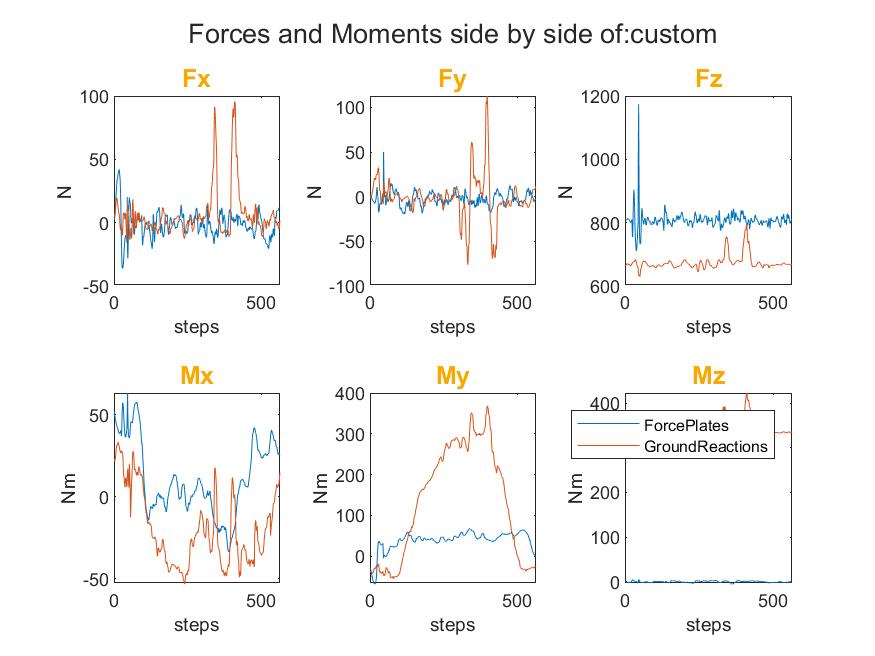 Forces and Moments side by side of:custom
Fx
Fy
Fz
100
50
0
-50
N
0
500
steps
100
50
0
-50
-100
N
0
500
steps
1200
1000
800
600
N
0
500
steps
Mx
My
Mz
50
0
-50
Nm
0
500
steps
400
300
200
100
0
Nm
0
500
steps
400
200
100
0
Nm
0
500
steps
ForcePlates
GroundReactions